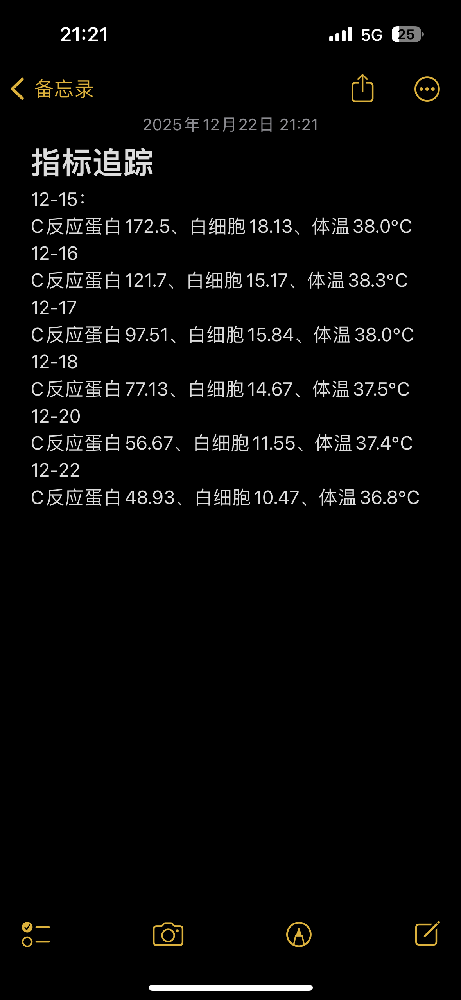 21:21 5G 25
备忘录
2025年12月22日 21:21
指标追踪
12-15：
C反应蛋白172.5、白细胞18.13、体温38.0°C
12-16
C反应蛋白121.7、白细胞15.17、体温38.3°C
12-17
C反应蛋白97.51、白细胞15.84、体温38.0°C
12-18
C反应蛋白77.13、白细胞14.67、体温37.5°C
12-20
C反应蛋白56.67、白细胞11.55、体温37.4°C
12-22
C反应蛋白48.93、白细胞10.47、体温36.8°C